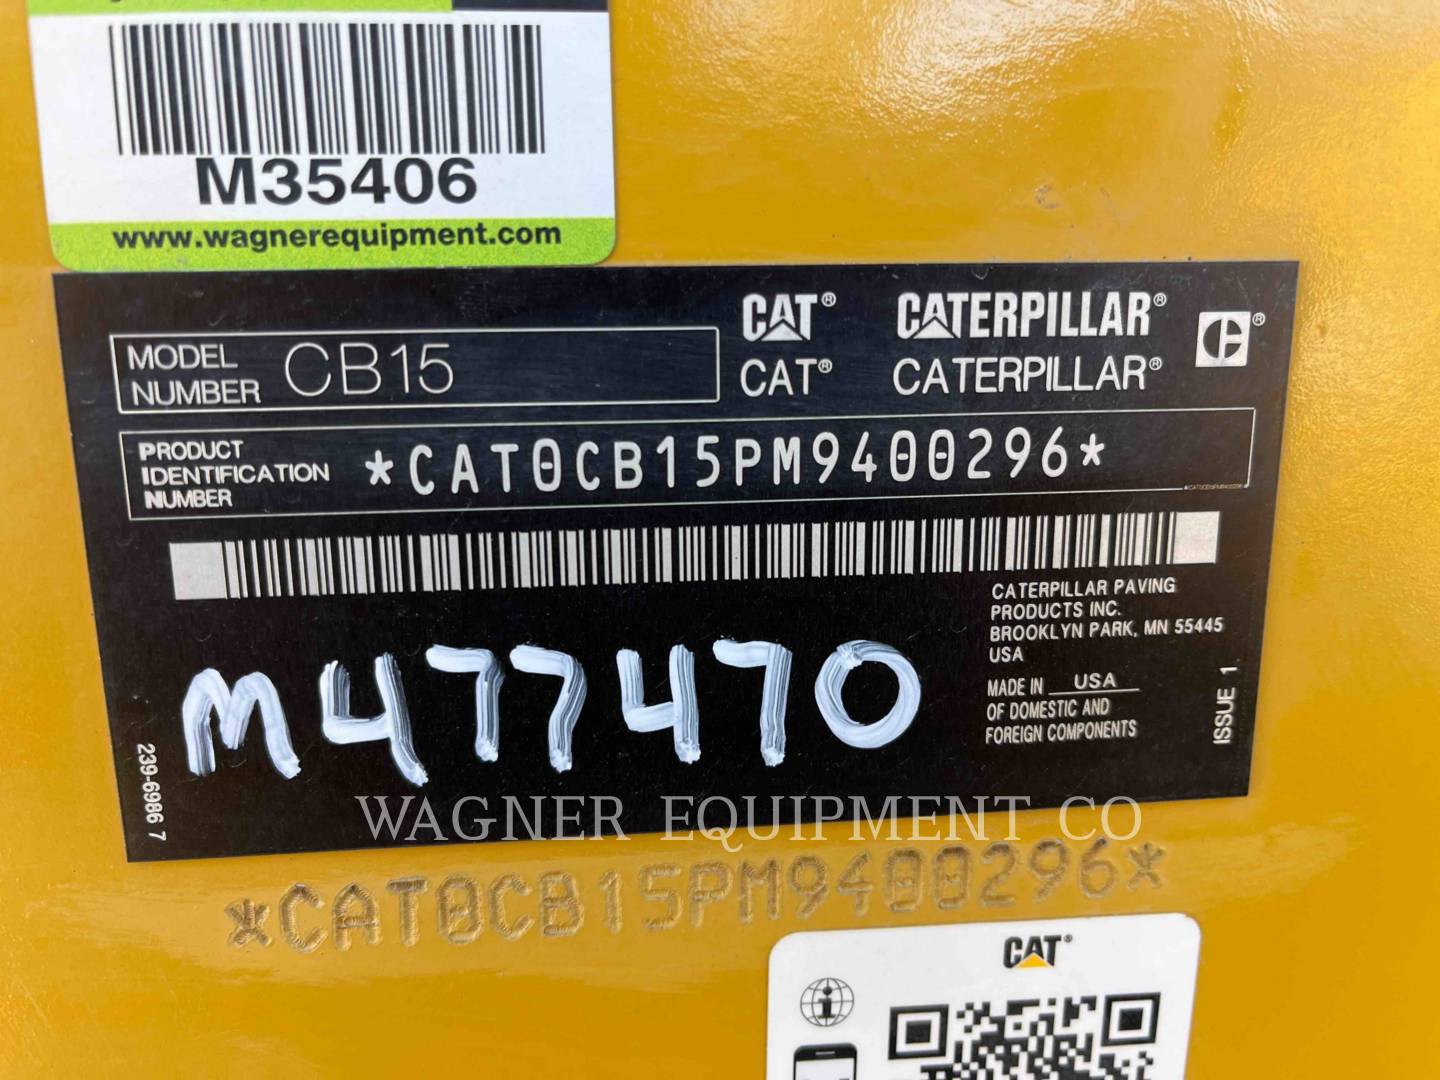 M35406
www.wagnerequipment.com
CAT® CATERPILLAR®
CAT® CATERPILLAR®
MODEL NUMBER CB15
PRODUCT IDENTIFICATION NUMBER *CAT0CB15PM9400296*
CATERPILLAR PAVING
PRODUCTS INC.
BROOKLYN PARK, MN 55445
USA
MADE IN USA
OF DOMESTIC AND
FOREIGN COMPONENTS
ISSUE 1
M477470
239-6986 7
WAGNER EQUIPMENT CO
*CAT0CB15PM9400296*
CAT®